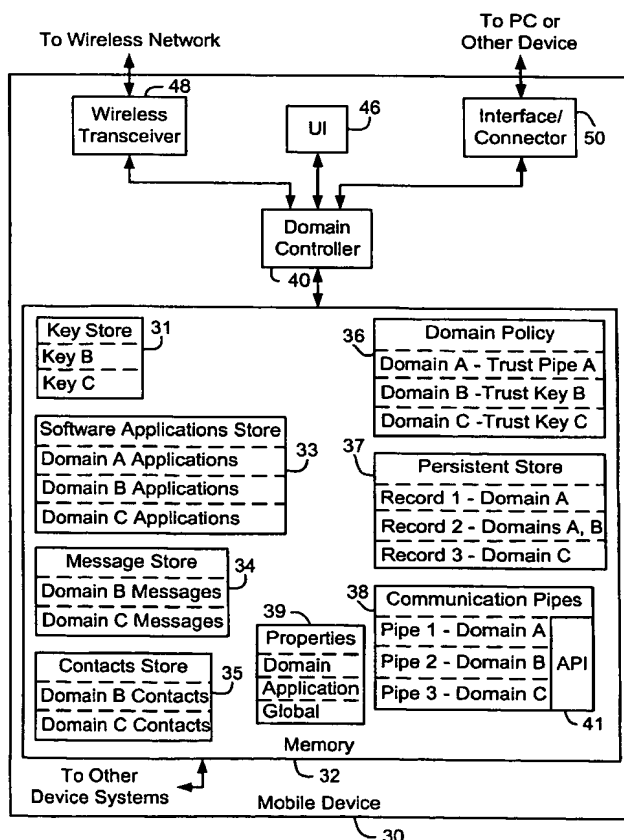 To Wireless Network
To PC or
Other Device
48
Wireless
Transceiver
UI
46
Interface/
Connector
50
Domain
Controller
40
Key Store
Key B
Key C
31
36
Domain Policy
Domain A - Trust Pipe A
Domain B -Trust Key B
Domain C -Trust Key C
Software Applications Store
Domain A Applications
Domain B Applications
Domain C Applications
33
37
Persistent Store
Record 1 - Domain A
Record 2 - Domains A, B
Record 3 - Domain C
Message Store
Domain B Messages
Domain C Messages
34
38
Communication Pipes
Pipe 1 - Domain A
Pipe 2 - Domain B
Pipe 3 - Domain C
API
41
39
Properties
Domain
Application
Global
Contacts Store
Domain B Contacts
Domain C Contacts
35
Memory
32
To Other
Device Systems
Mobile Device
30